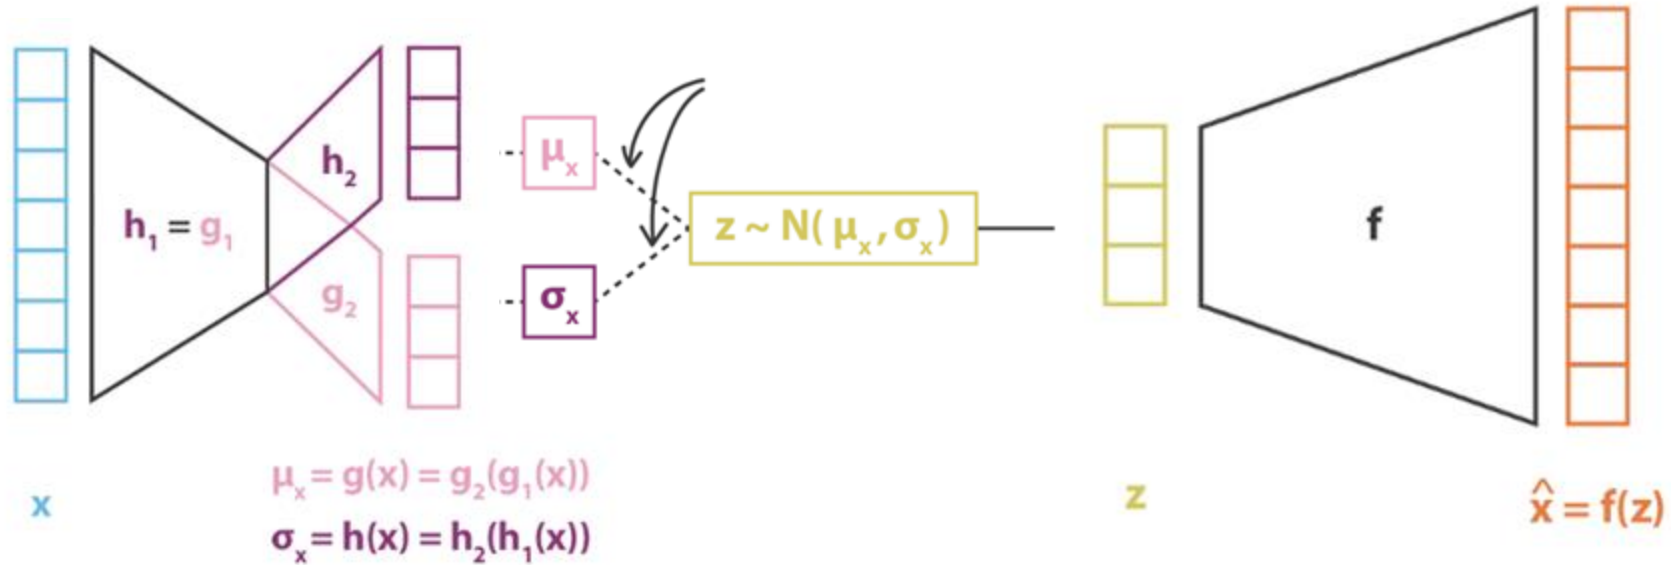 h₂
h₁ = g₁
g₂
μₓ
σₓ
z ~ N( μₓ , σₓ )
f
μₓ = g(x) = g₂(g₁(x))
σₓ = h(x) = h₂(h₁(x))
x
z
x̂ = f(z)